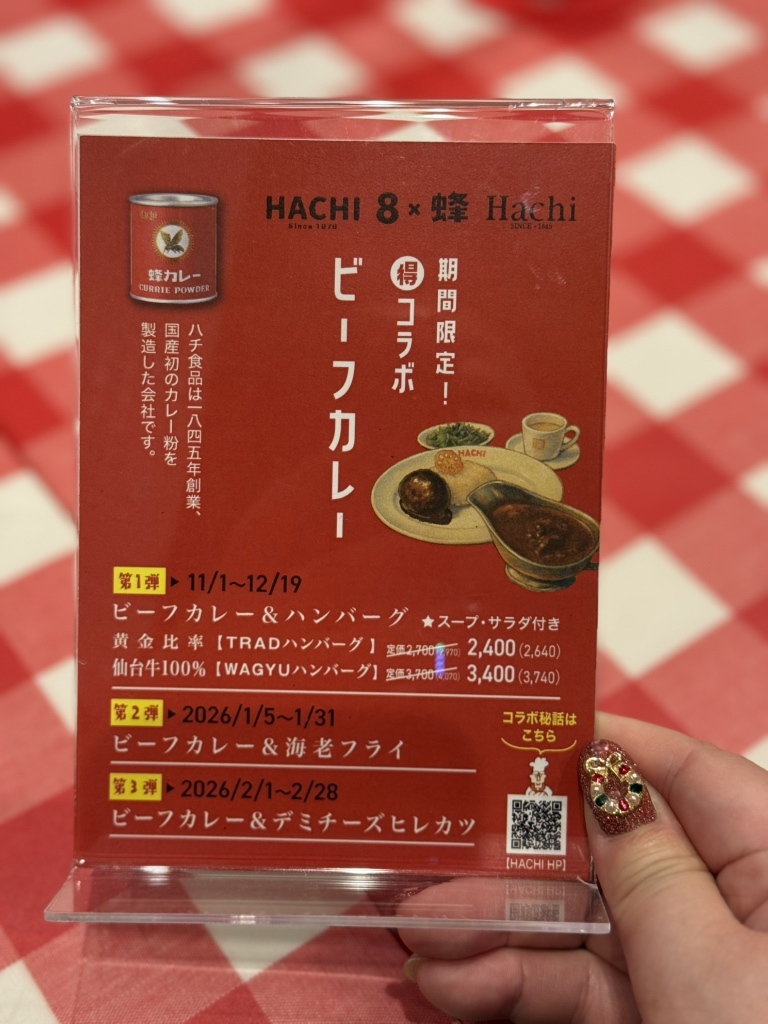 HACHI 8 × 蜂 Hachi
Since 1970
SINCE・1845
蜂カレー
CURRIE POWDER
期間限定!
得コラボ
ビーフカレー
ハチ食品は一八四五年創業、
国産初のカレー粉を
製造した会社です。
HACHI
第1弾 ▶ 11/1〜12/19
ビーフカレー&ハンバーグ ★スープ・サラダ付き
黄金比率【TRADハンバーグ】 定価2,700(2,970) 2,400(2,640)
仙台牛100%【WAGYUハンバーグ】 定価3,700(4,070) 3,400(3,740)
第2弾 ▶ 2026/1/5〜1/31
ビーフカレー&海老フライ
第3弾 ▶ 2026/2/1〜2/28
ビーフカレー&デミチーズヒレカツ
コラボ秘話は
こちら
【HACHI HP】